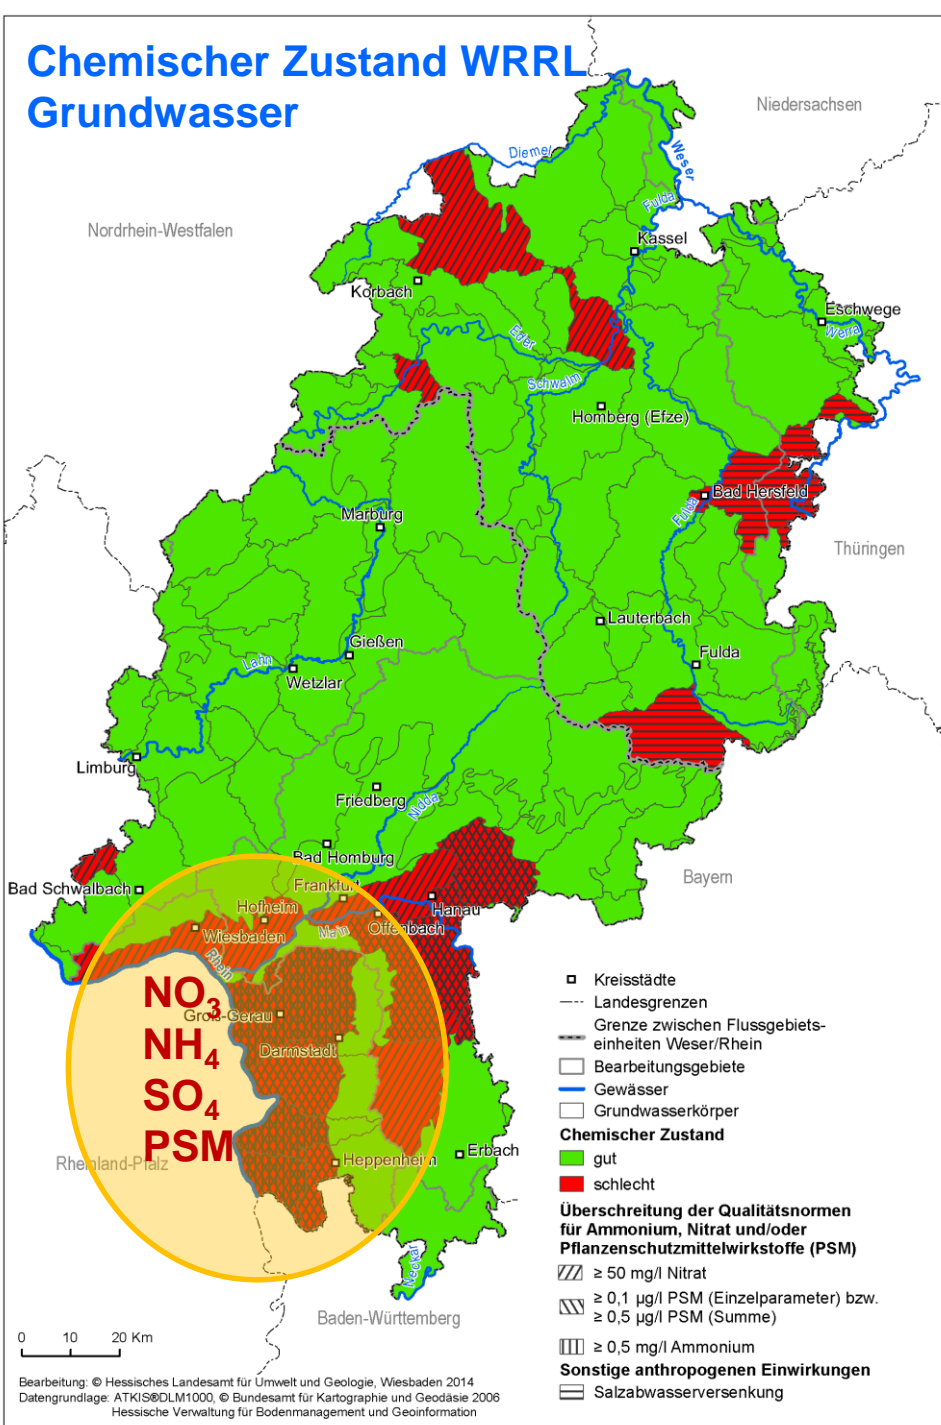 Chemischer Zustand WRRL
Grundwasser
Niedersachsen
Diemel
Weser
Nordrhein-Westfalen
Fulda
Kassel
Korbach
Eschwege
Werra
Eder
Schwalm
Homberg (Efze)
Bad Hersfeld
Fulda
Marburg
Thüringen
Lauterbach
Gießen
Fulda
Lahn
Wetzlar
Limburg
Friedberg
Nidda
Bad Homburg
Bayern
Bad Schwalbach
Frankfurt
Hanau
Hofheim
Offenbach
Wiesbaden
Main
Rhein
NO3
Groß-Gerau
NH4
Darmstadt
SO4
PSM
Rheinland-Pfalz
Heppenheim
Erbach
Neckar
Baden-Württemberg
Kreisstädte
Landesgrenzen
Grenze zwischen Flussgebiets-
einheiten Weser/Rhein
Bearbeitungsgebiete
Gewässer
Grundwasserkörper
Chemischer Zustand
gut
schlecht
Überschreitung der Qualitätsnormen
für Ammonium, Nitrat und/oder
Pflanzenschutzmittelwirkstoffe (PSM)
≥ 50 mg/l Nitrat
≥ 0,1 µg/l PSM (Einzelparameter) bzw.
≥ 0,5 µg/l PSM (Summe)
≥ 0,5 mg/l Ammonium
Sonstige anthropogenen Einwirkungen
Salzabwasserversenkung
0 10 20 Km
Bearbeitung: © Hessisches Landesamt für Umwelt und Geologie, Wiesbaden 2014
Datengrundlage: ATKIS®DLM1000, © Bundesamt für Kartographie und Geodäsie 2006
Hessische Verwaltung für Bodenmanagement und Geoinformation